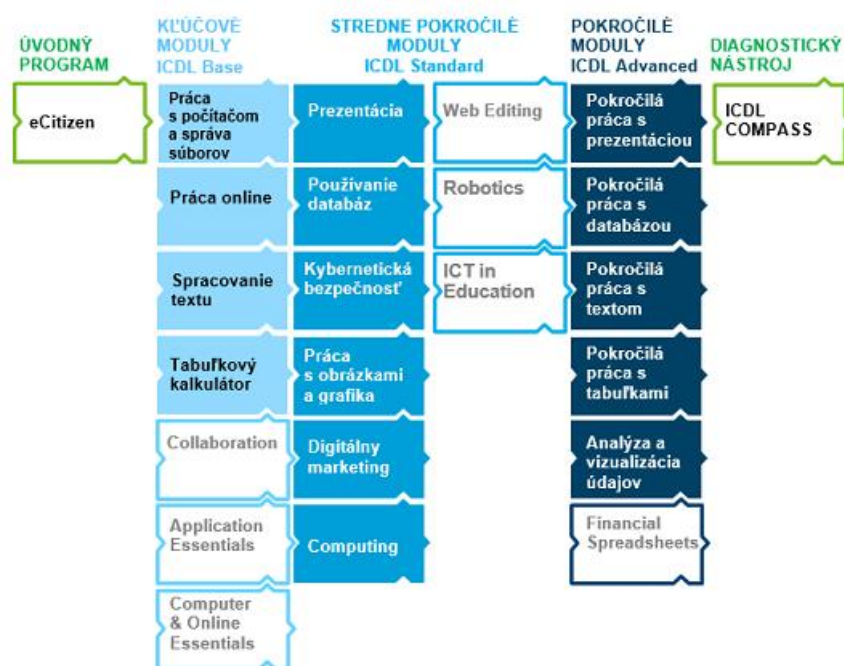 ÚVODNÝ
PROGRAM
eCitizen
KĽÚČOVÉ
MODULY
ICDL Base
Práca
s počítačom
a správa
súborov
Práca online
Spracovanie
textu
Tabuľkový
kalkulátor
Collaboration
Application
Essentials
Computer
& Online
Essentials
STREDNE POKROČILÉ
MODULY
ICDL Standard
Prezentácia
Používanie
databáz
Kybernetická
bezpečnosť
Práca
s obrázkami
a grafika
Digitálny
marketing
Computing
Web Editing
Robotics
ICT in
Education
POKROČILÉ
MODULY
ICDL Advanced
Pokročilá
práca s
prezentáciou
Pokročilá
práca s
databázou
Pokročilá
práca s
textom
Pokročilá
práca s
tabuľkami
Analýza a
vizualizácia
údajov
Financial
Spreadsheets
DIAGNOSTICKÝ
NÁSTROJ
ICDL
COMPASS